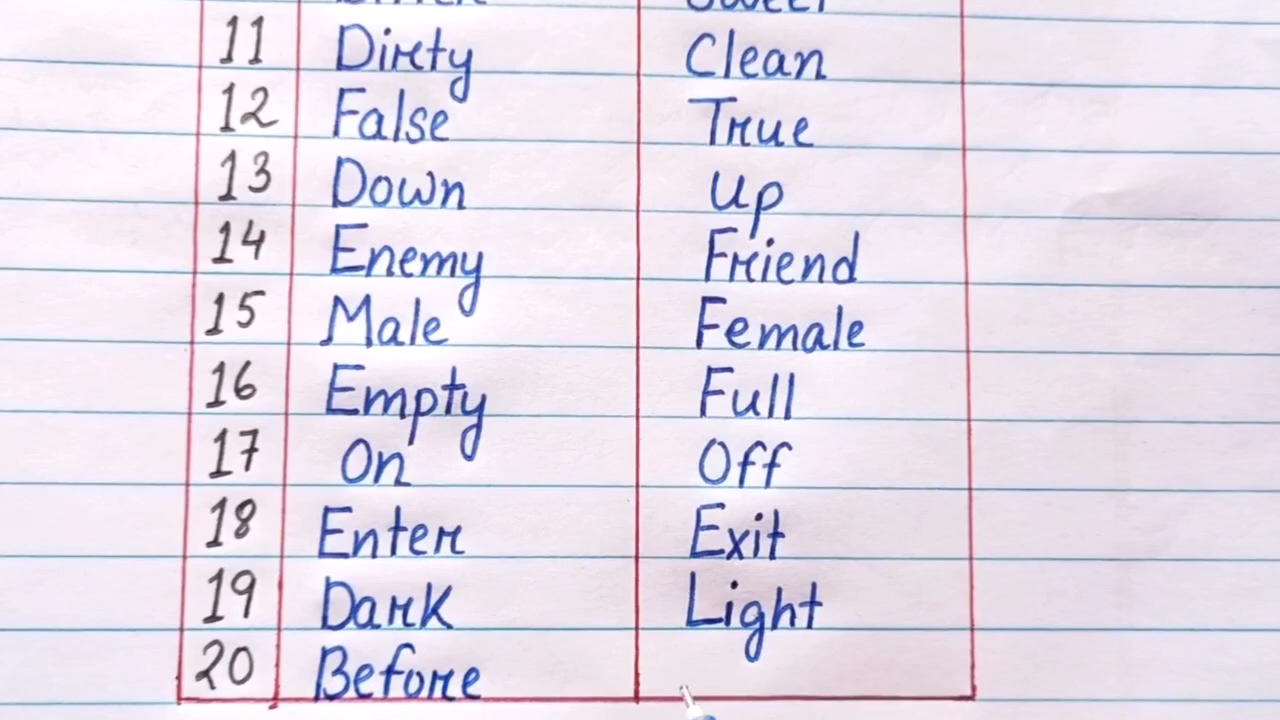 11 Dirty Clean
12 False True
13 Down Up
14 Enemy Friend
15 Male Female
16 Empty Full
17 On Off
18 Enter Exit
19 Dark Light
20 Before